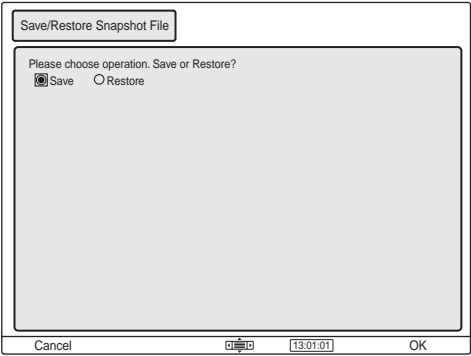 Save/Restore Snapshot File
Please choose operation. Save or Restore?
Save Restore
Cancel 13:01:01 OK